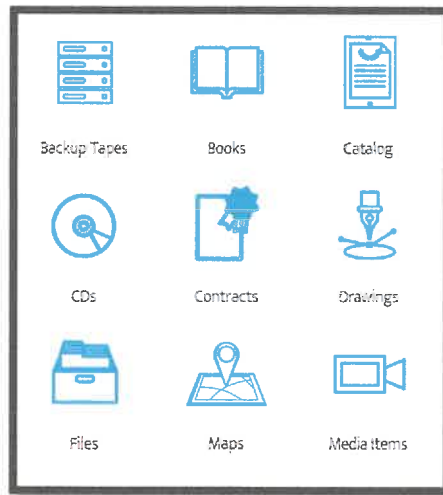 Backup Tapes Books Catalog
CDs Contracts Drawings
Files Maps Media Items